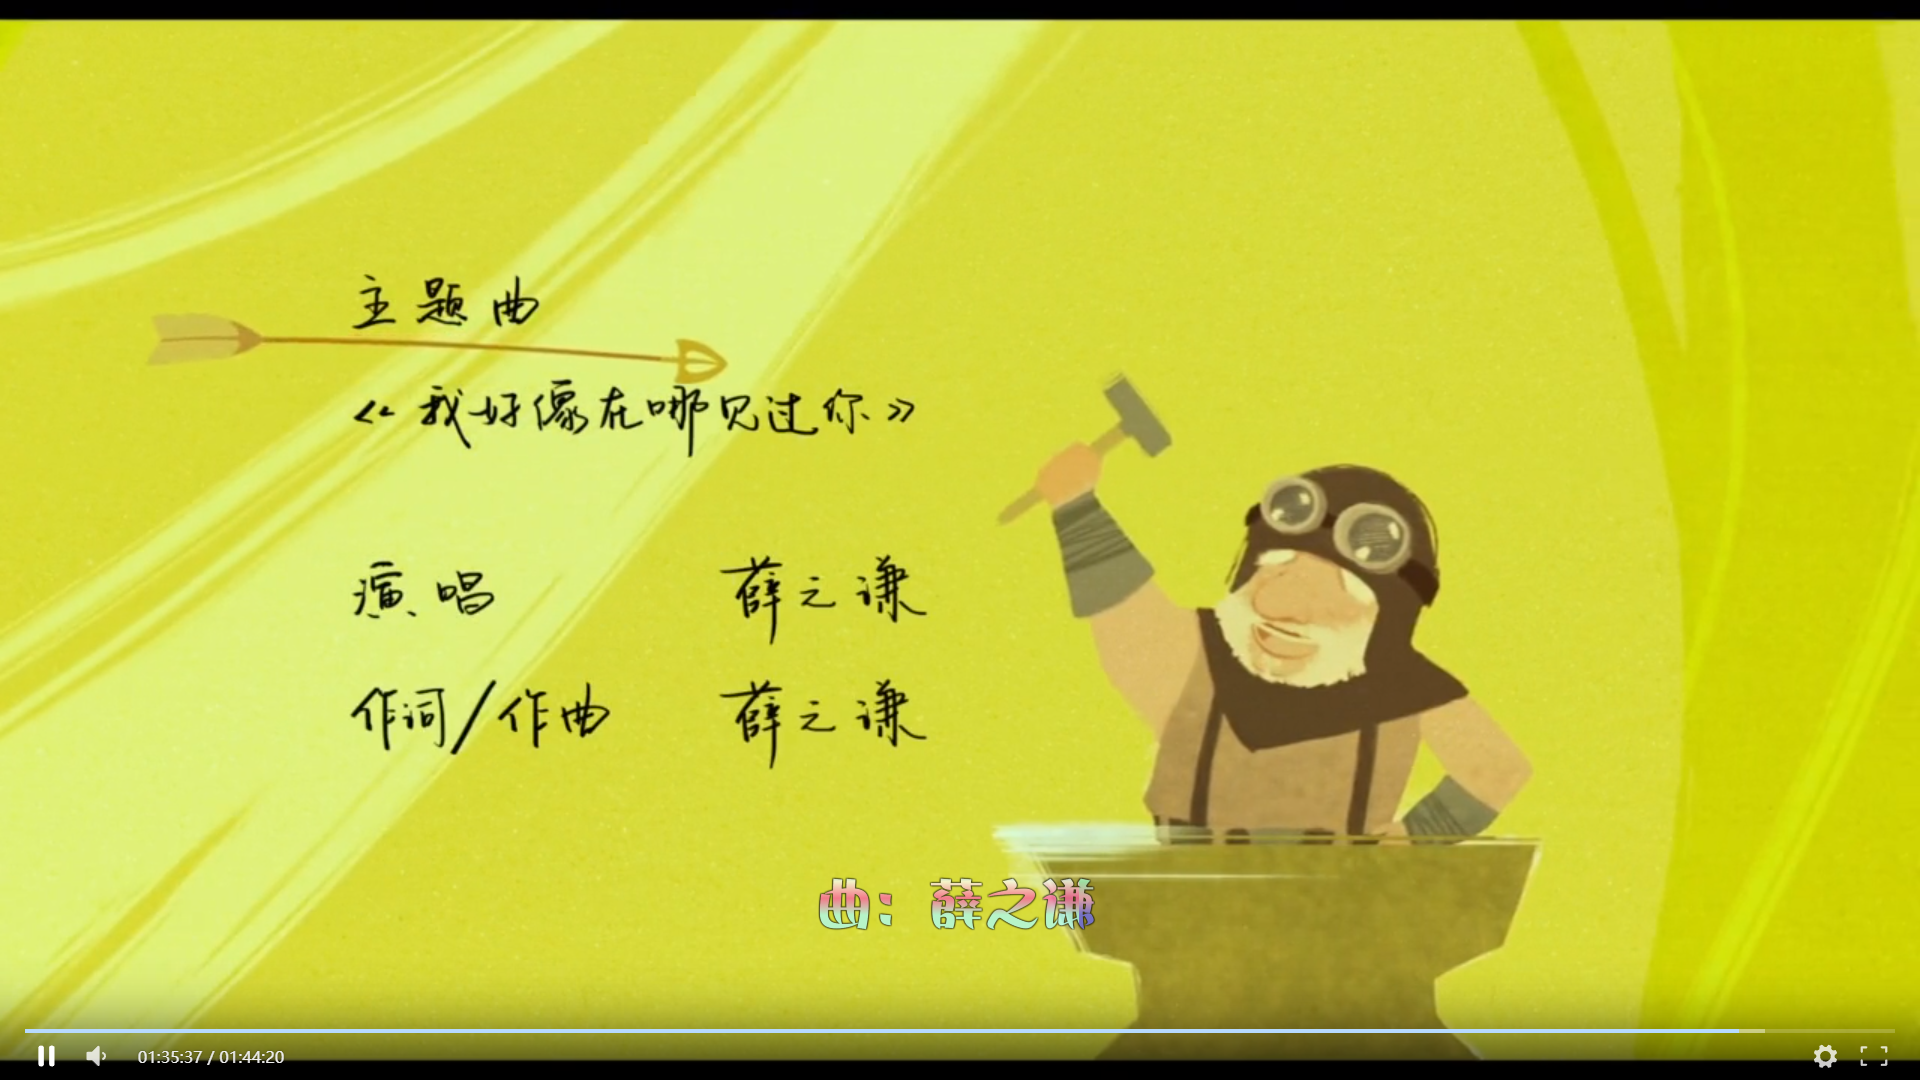 主题曲
《我好像在哪见过你》
演唱 薛之谦
作词/作曲 薛之谦
曲：薛之谦
01:35:37 / 01:44:20